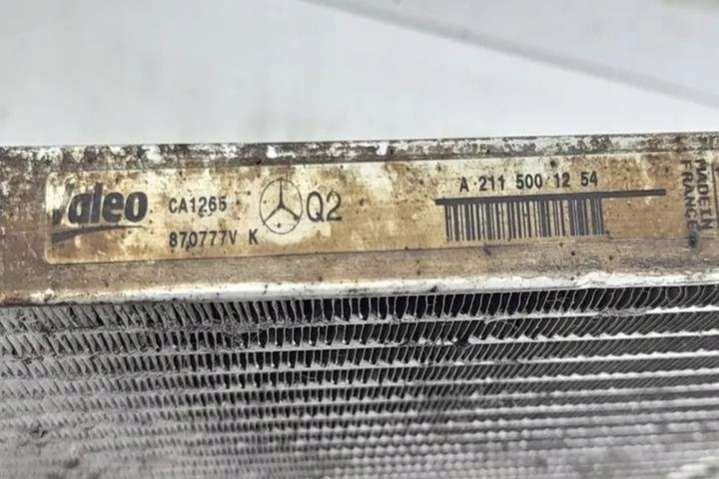 Valeo
CA1265
Q2
870777V K
A 211 500 12 54
MADE IN
FRANCE